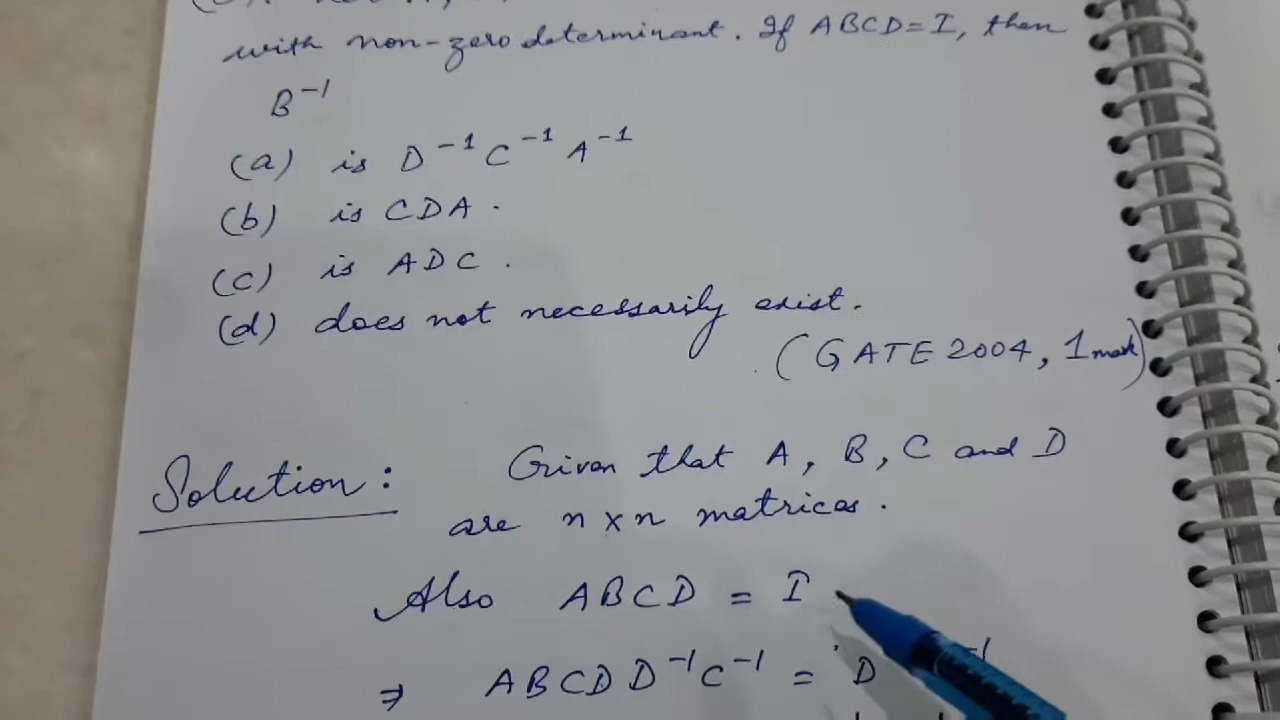 with non-zero determinant. If ABCD=I, then
B⁻¹
(a) is D⁻¹C⁻¹A⁻¹
(b) is CDA.
(c) is ADC.
(d) does not necessarily exist.
(GATE 2004, 1 mark)
Solution: Given that A, B, C and D
are n×n matrices.
Also ABCD = I
⇒ ABCDD⁻¹C⁻¹ = D